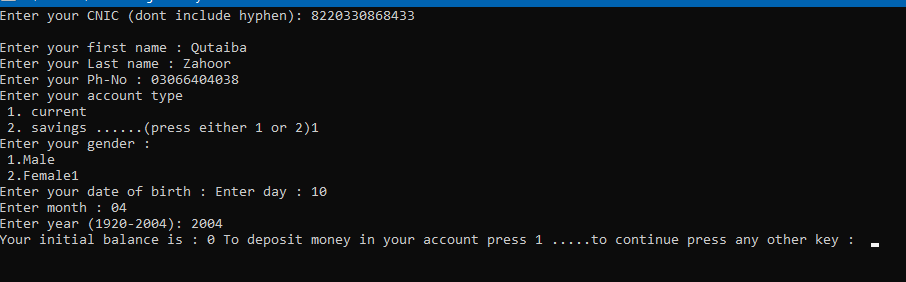 Enter your CNIC (dont include hyphen): 8220330868433
Enter your first name : Qutaiba
Enter your Last name : Zahoor
Enter your Ph-No : 03066404038
Enter your account type
1. current
2. savings ......(press either 1 or 2)1
Enter your gender :
1.Male
2.Female1
Enter your date of birth : Enter day : 10
Enter month : 04
Enter year (1920-2004): 2004
Your initial balance is : 0 To deposit money in your account press 1 .....to continue press any other key :